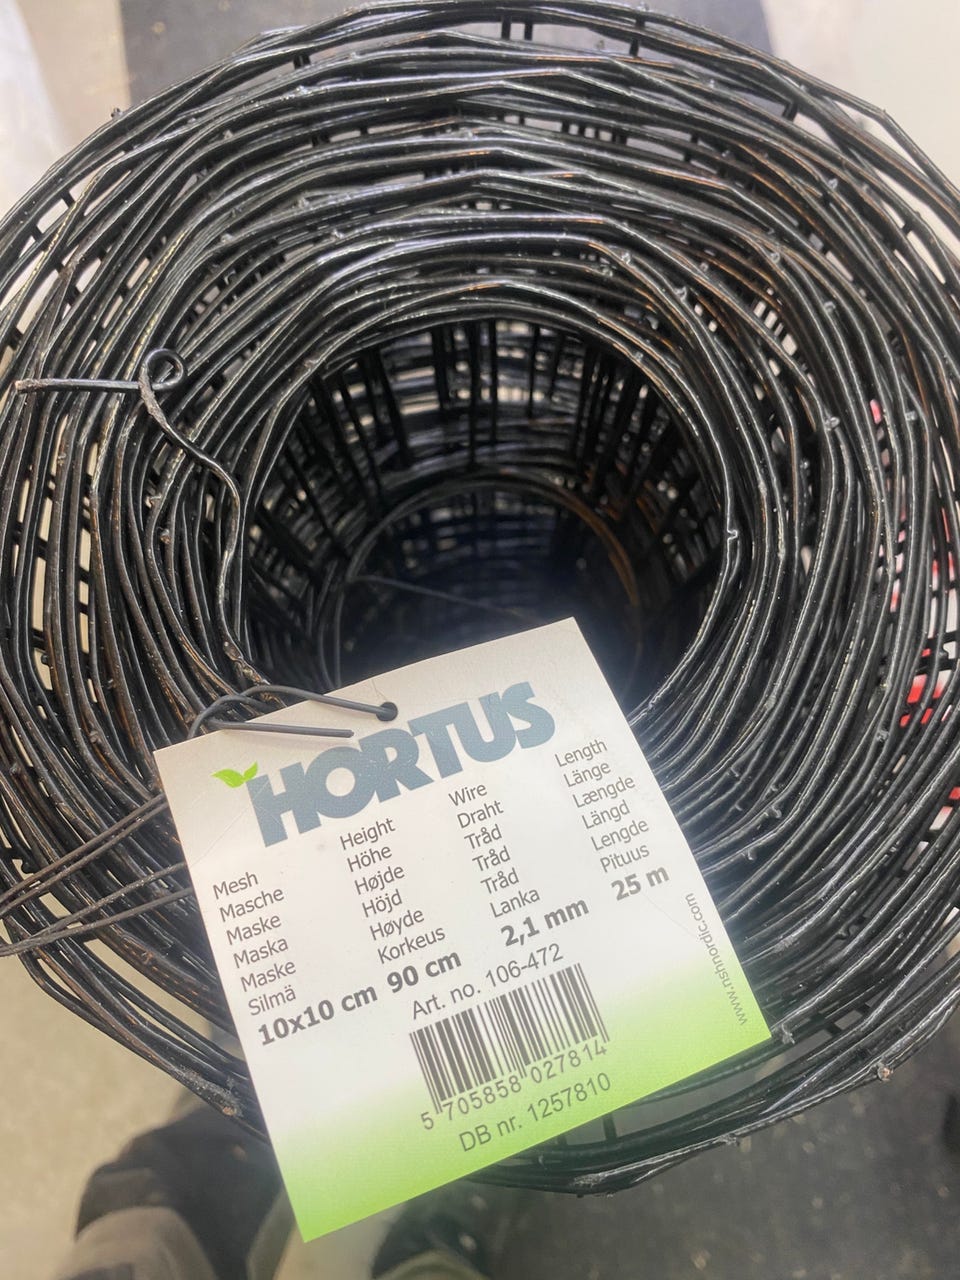 HORTUS
Mesh Height Wire Length
Masche Höhe Draht Länge
Maske Højde Tråd Længde
Maska Höjd Tråd Längd
Maske Høyde Tråd Lengde
Silmä Korkeus Lanka Pituus
10x10 cm 90 cm 2,1 mm 25 m
Art. no. 106-472
5 705858 027814
DB nr. 1257810
www.nshnordic.com